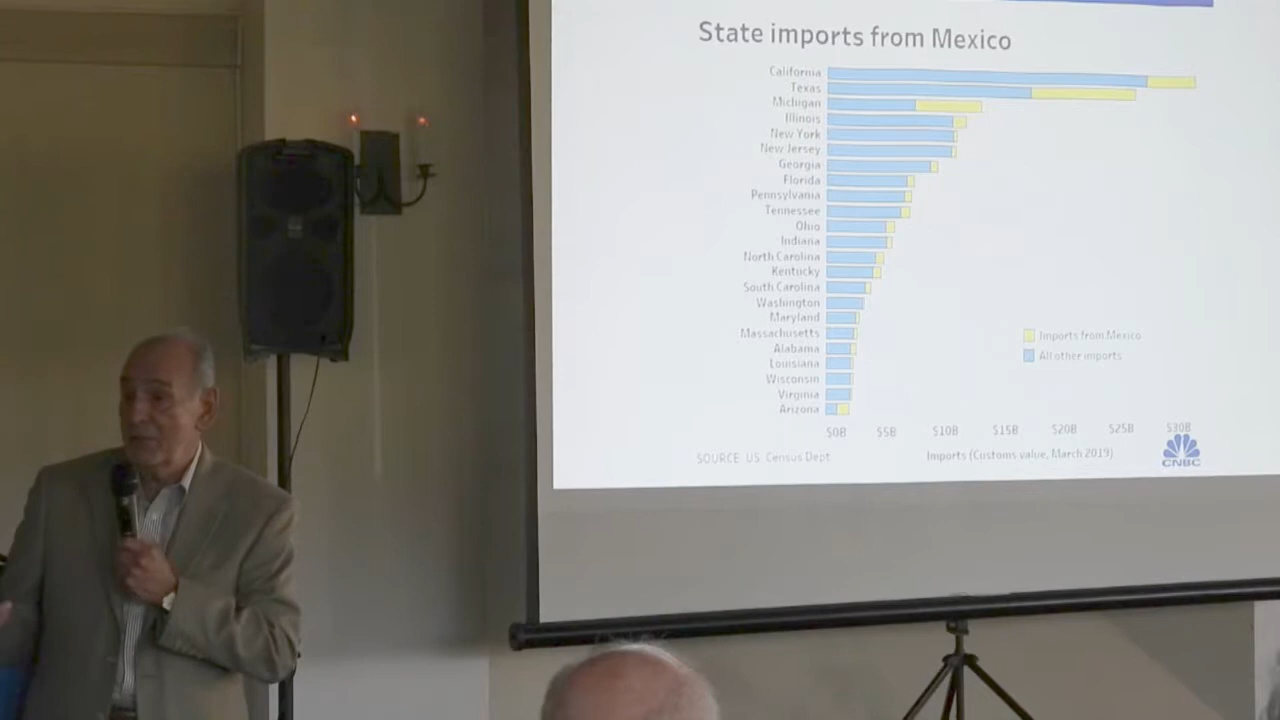 State imports from Mexico
California
Texas
Michigan
Illinois
New York
New Jersey
Georgia
Florida
Pennsylvania
Tennessee
Ohio
Indiana
North Carolina
Kentucky
South Carolina
Washington
Maryland
Massachusetts
Alabama
Louisiana
Wisconsin
Virginia
Arizona
Imports from Mexico
All other imports
$0B $5B $10B $15B $20B $25B $30B
SOURCE US Census Dept
Imports (Customs value, March 2019)
CNBC